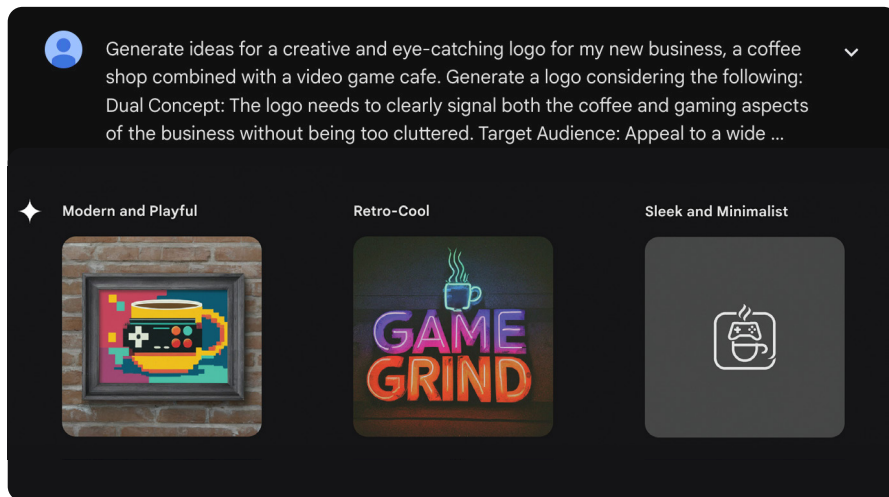 Generate ideas for a creative and eye-catching logo for my new business, a coffee
shop combined with a video game cafe. Generate a logo considering the following:
Dual Concept: The logo needs to clearly signal both the coffee and gaming aspects
of the business without being too cluttered. Target Audience: Appeal to a wide ...
Modern and Playful
Retro-Cool
Sleek and Minimalist
GAME
GRIND